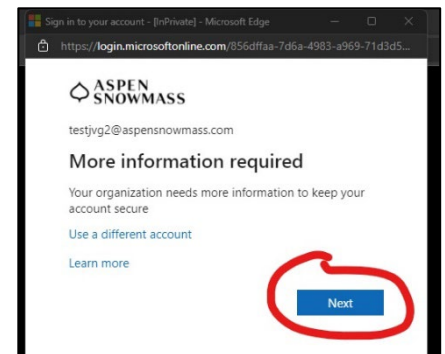 Sign in to your account - [InPrivate] - Microsoft Edge
https://login.microsoftonline.com/856dffaa-7d6a-4983-a969-71d3d5...
ASPEN
SNOWMASS
testjvg2@aspensnowmass.com
More information required
Your organization needs more information to keep your
account secure
Use a different account
Learn more
Next